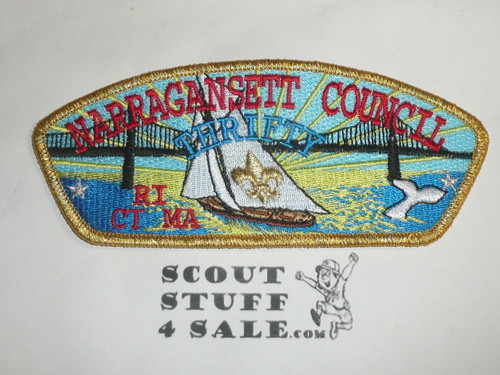 NARRAGANSETT COUNCIL
THRIFTY
RI
CT MA
SCOUT
STUFF
4 SALE.COM